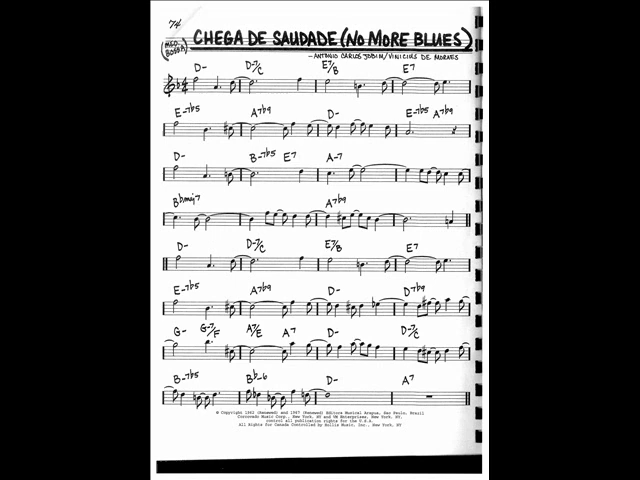 74
(MED. BOSSA)
CHEGA DE SAUDADE (NO MORE BLUES)
- ANTONIO CARLOS JOBIM/VINICIUS DE MORAES
D- D-7/C E7/B E7
E-7b5 A7b9 D- E-7b5 A7b9
D- B-7b5 E7 A-7
Bbmaj7 A7b9
D- D-7/C E7/B E7
E-7b5 A7b9 D- D7b9
G- G-7/F A7/E A7 D- D-7/C
B-7b5 Bb-6 D- A7
© Copyright 1962 (Renewed) and 1967 (Renewed) Editora Musical Arapua, Sao Paulo, Brazil
Corcovado Music Corp., New York, NY and VM Enterprises, New York, NY,
control all publication rights for the U.S.A.
All Rights for Canada Controlled by Hollis Music, Inc., New York, NY